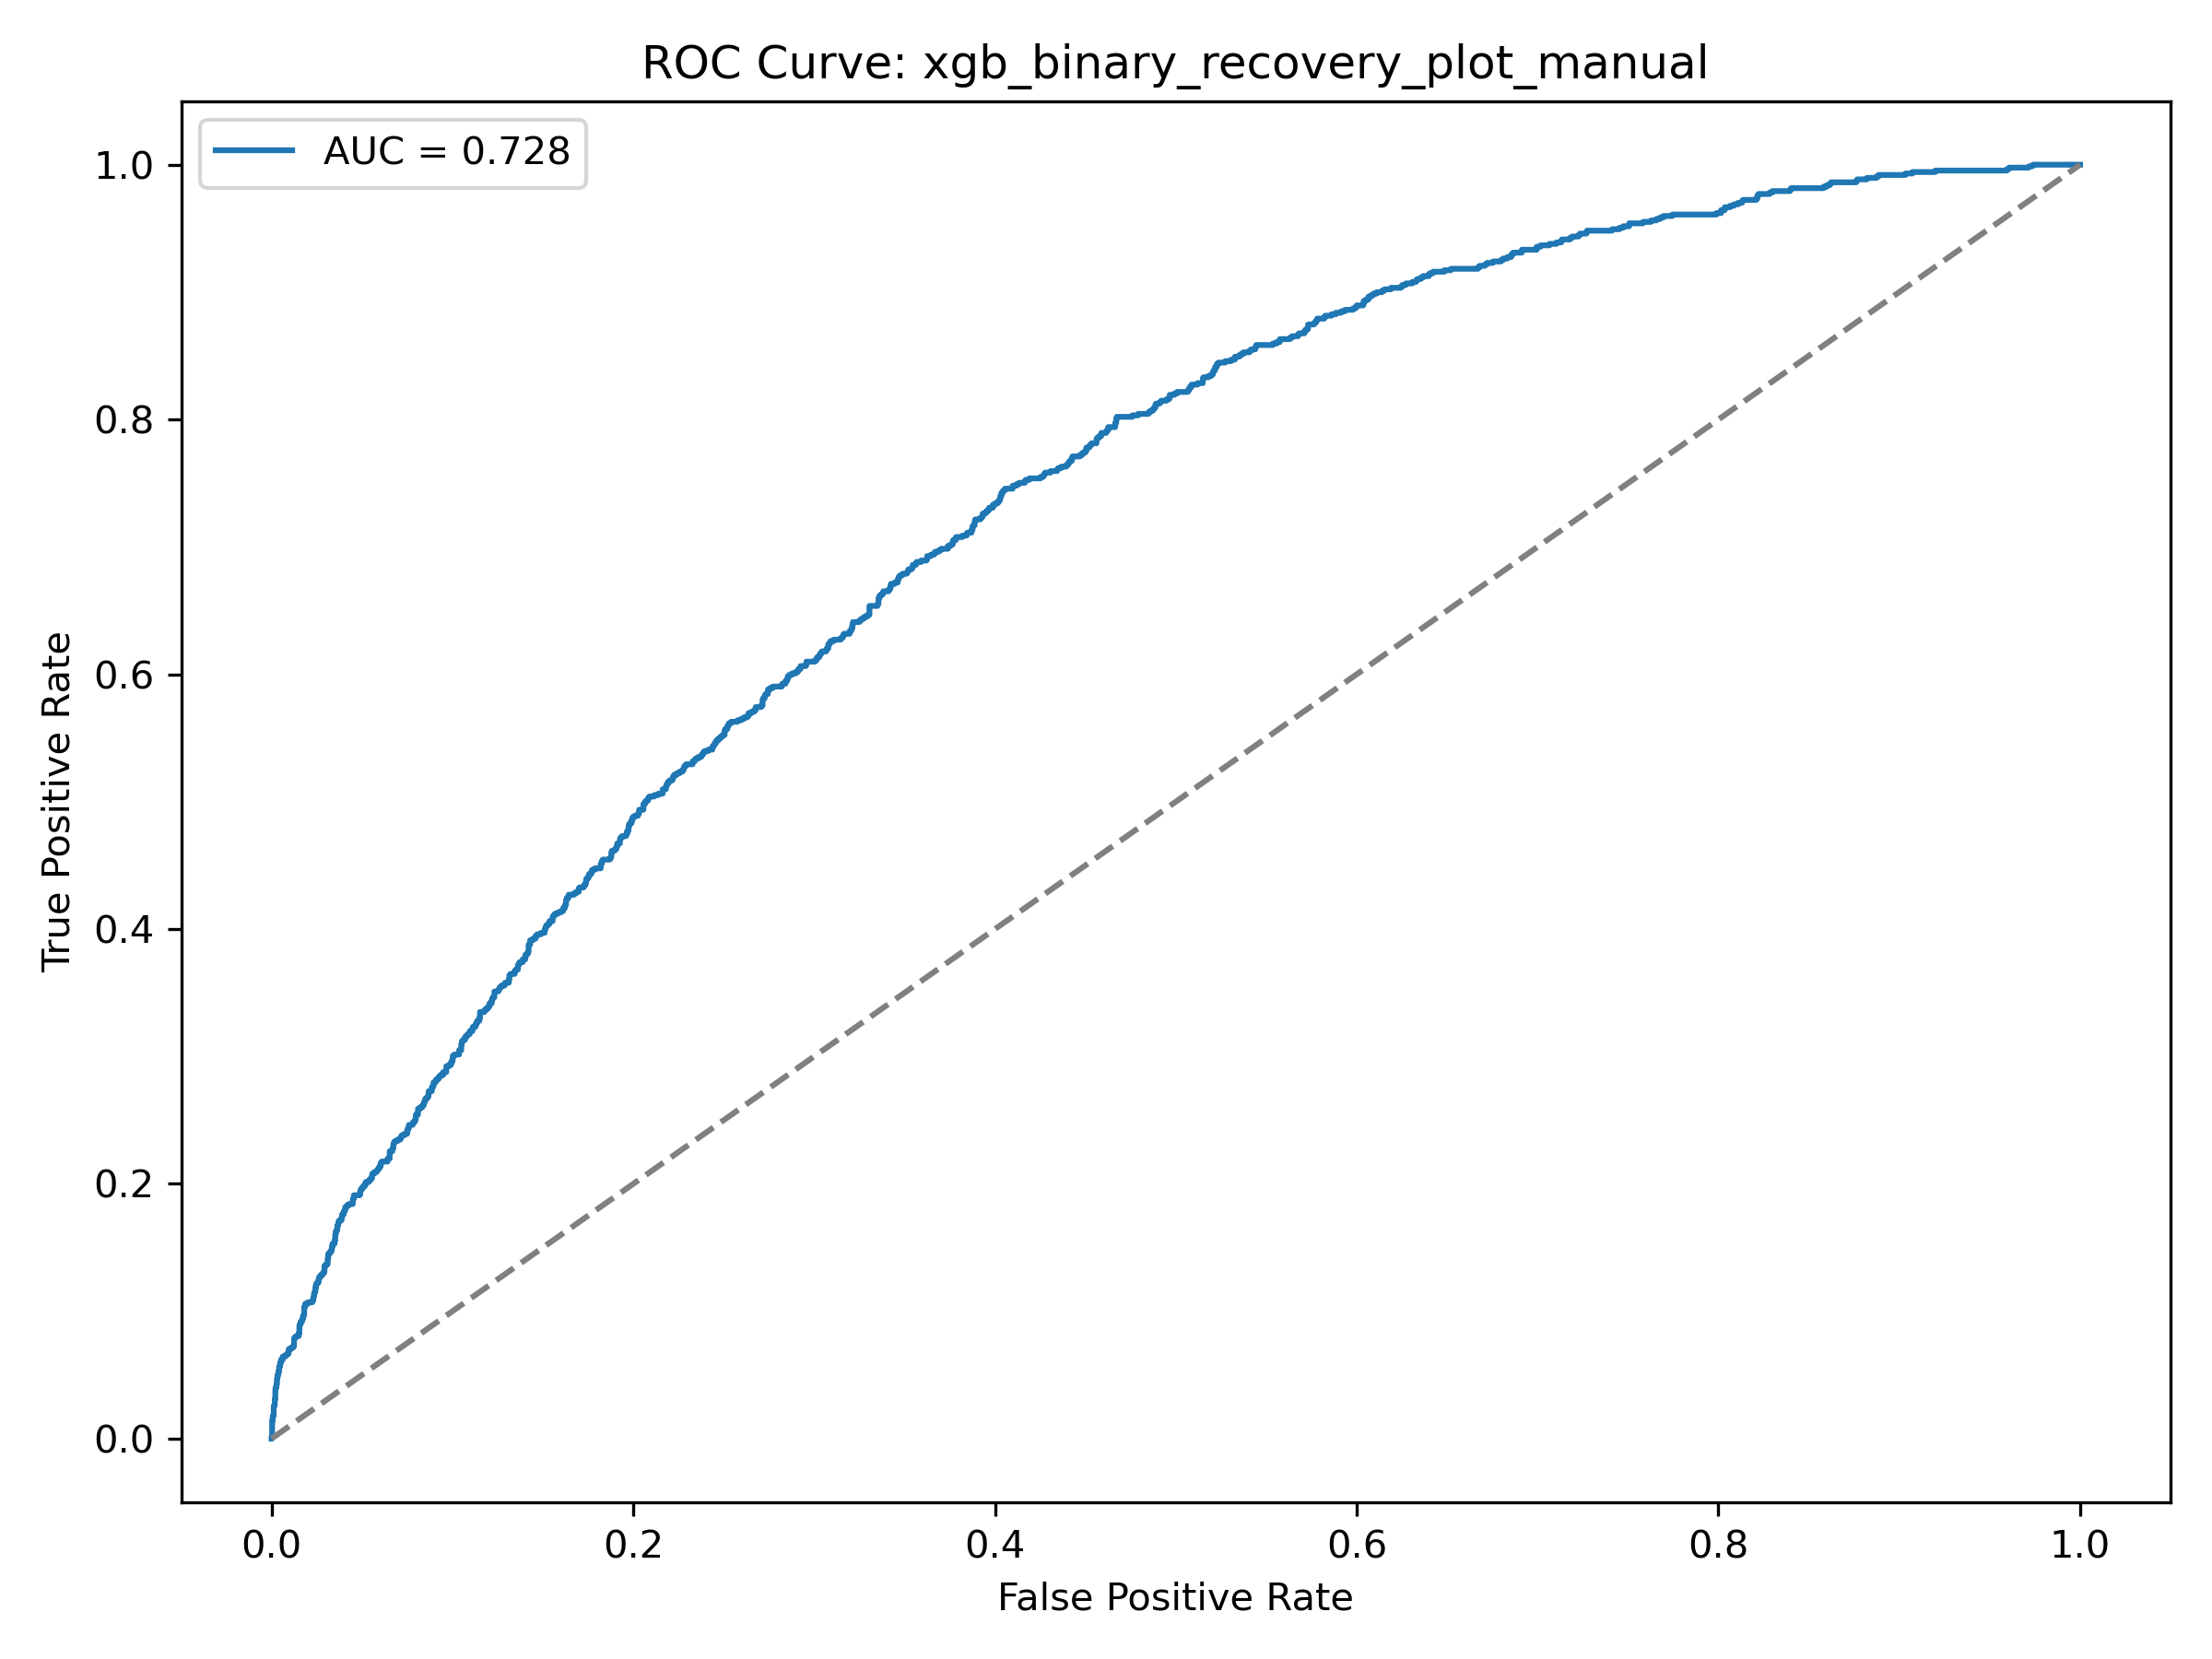 ROC Curve: xgb_binary_recovery_plot_manual
AUC = 0.728
True Positive Rate
1.0
0.8
0.6
0.4
0.2
0.0
0.0 0.2 0.4 0.6 0.8 1.0
False Positive Rate